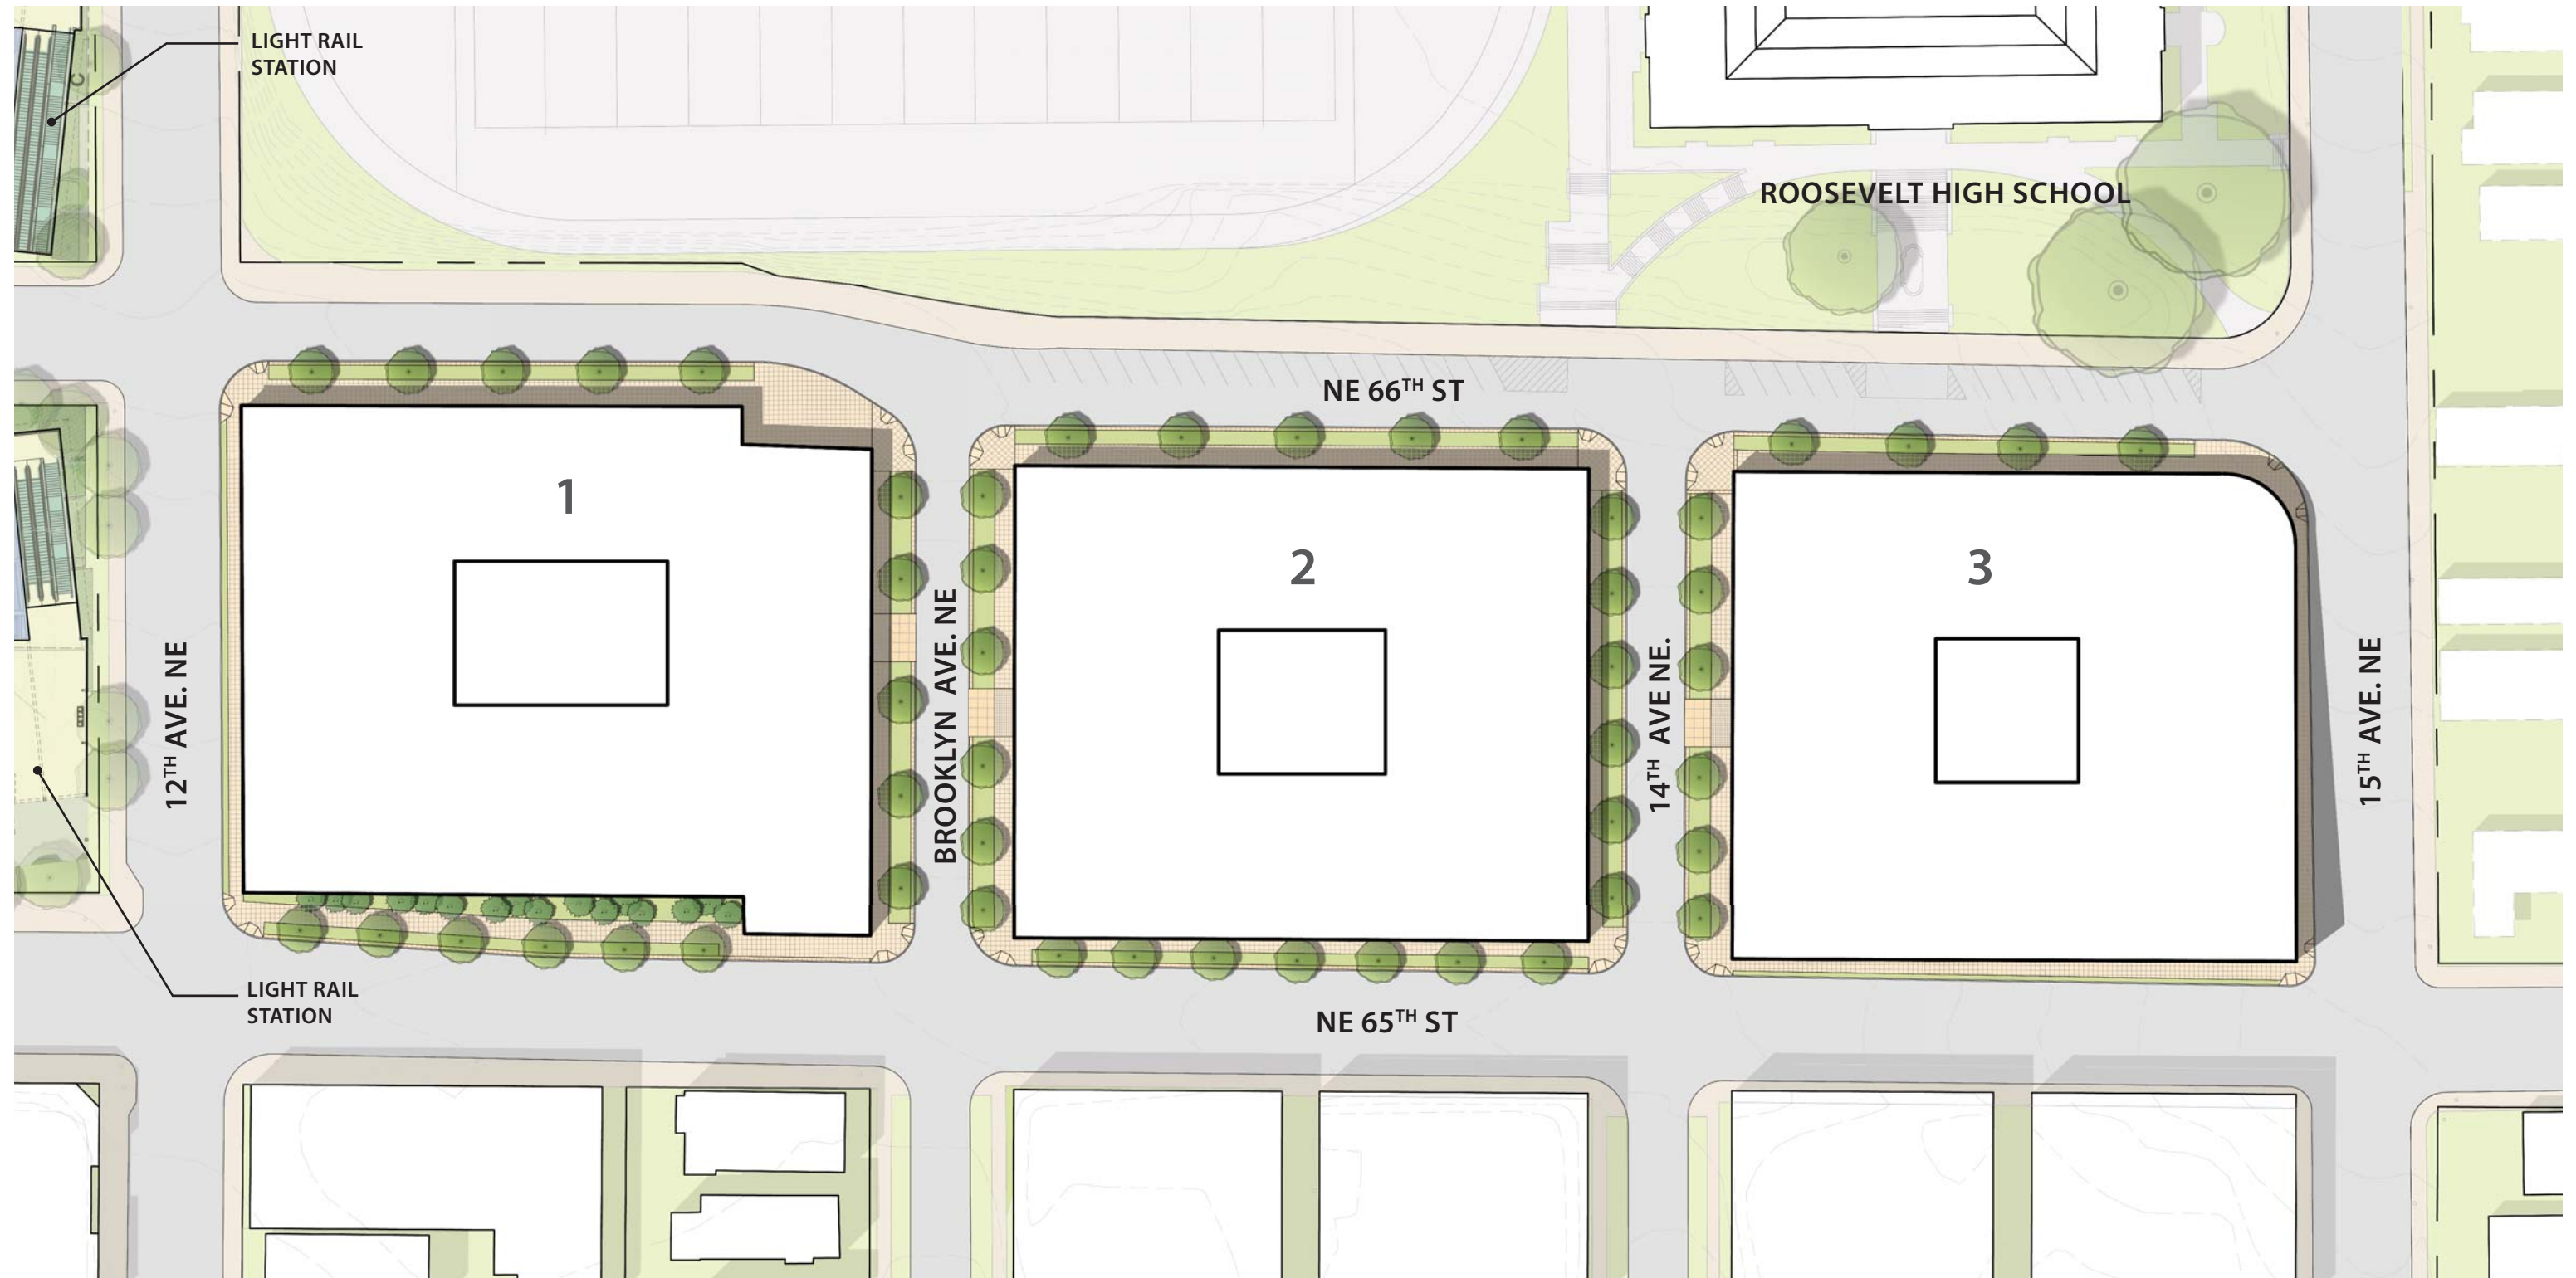 LIGHT RAIL
STATION
C
ROOSEVELT HIGH SCHOOL
NE 66TH ST
1
2
3
12TH AVE. NE
BROOKLYN AVE. NE
14TH AVE NE.
15TH AVE. NE
LIGHT RAIL
STATION
NE 65TH ST